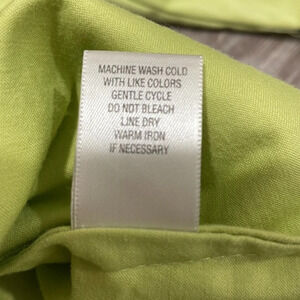 MACHINE WASH COLD
WITH LIKE COLORS
GENTLE CYCLE
DO NOT BLEACH
LINE DRY
WARM IRON
IF NECESSARY